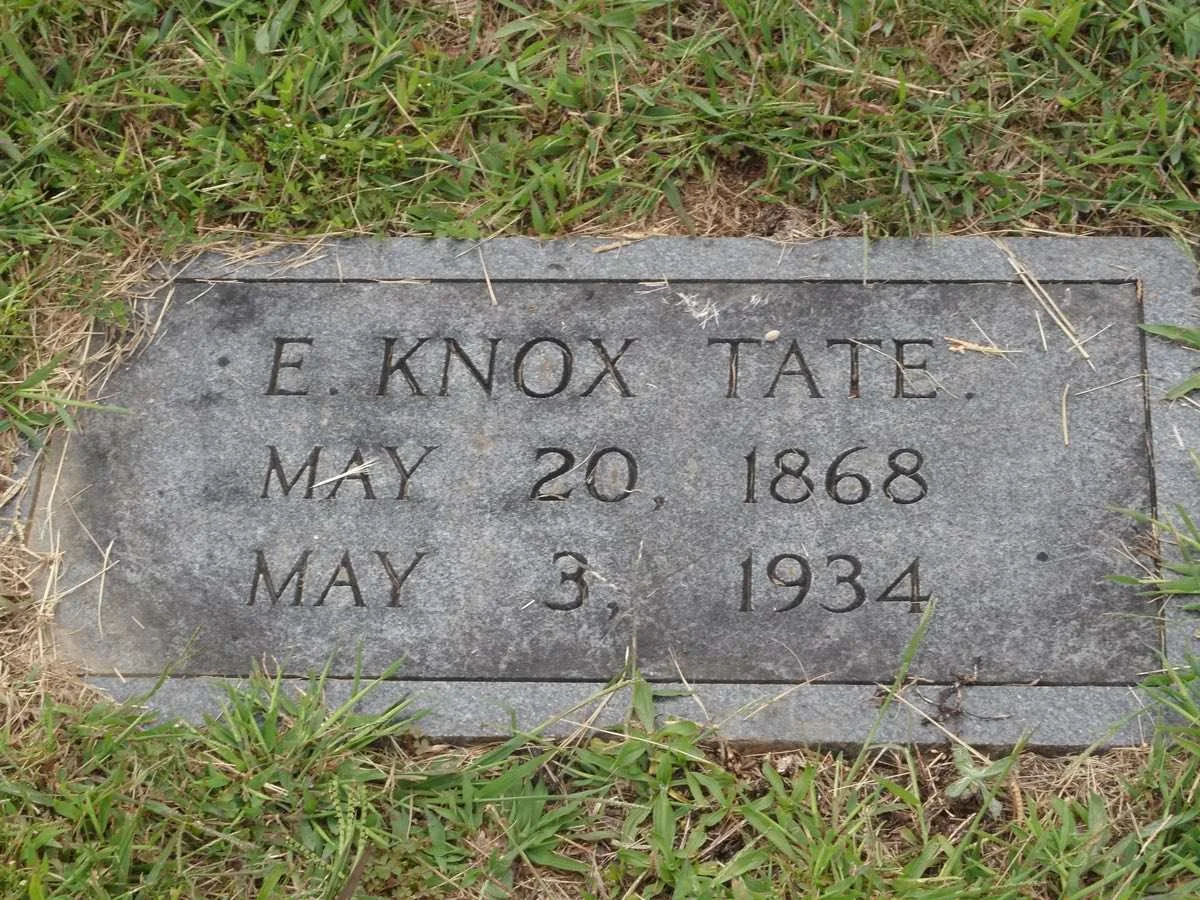 E. KNOX TATE.
MAY 20, 1868
MAY 3, 1934